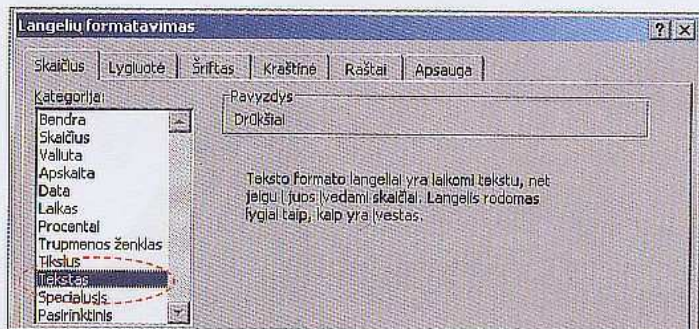 Langelių formatavimas
Skaičius Lygiuotė Šriftas Kraštinė Raštai Apsauga
Kategorija:
Bendra
Skaičius
Valiuta
Apskaita
Data
Laikas
Procentai
Trupmenos ženklas
Tikslus
Tekstas
Specialusis
Pasirinktinis
Pavyzdys
Drūkšiai
Teksto formato langeliai yra laikomi tekstu, net
jeigu į juos įvedami skaičiai. Langelis rodomas
lygiai taip, kaip yra įvestas.